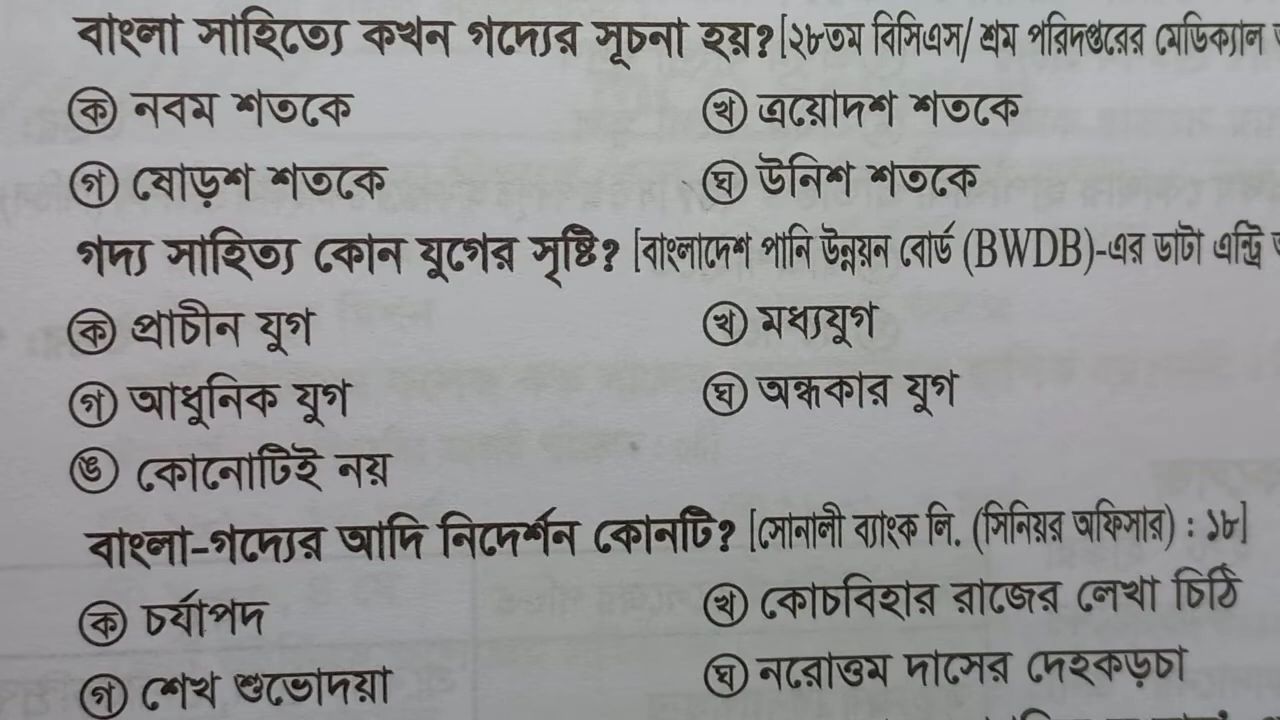 বাংলা সাহিত্যে কখন গদ্যের সূচনা হয়? [২৮তম বিসিএস/ শ্রম পরিদপ্তরের মেডিক্যাল
ক নবম শতকে খ ত্রয়োদশ শতকে
গ ষোড়শ শতকে ঘ উনিশ শতকে
গদ্য সাহিত্য কোন যুগের সৃষ্টি? [বাংলাদেশ পানি উন্নয়ন বোর্ড (BWDB)-এর ডাটা এন্ট্রি
ক প্রাচীন যুগ খ মধ্যযুগ
গ আধুনিক যুগ ঘ অন্ধকার যুগ
ঙ কোনোটিই নয়
বাংলা-গদ্যের আদি নিদের্শন কোনটি? [সোনালী ব্যাংক লি. (সিনিয়র অফিসার) : ১৮]
ক চর্যাপদ খ কোচবিহার রাজের লেখা চিঠি
গ শেখ শুভোদয়া ঘ নরোত্তম দাসের দেহকড়চা